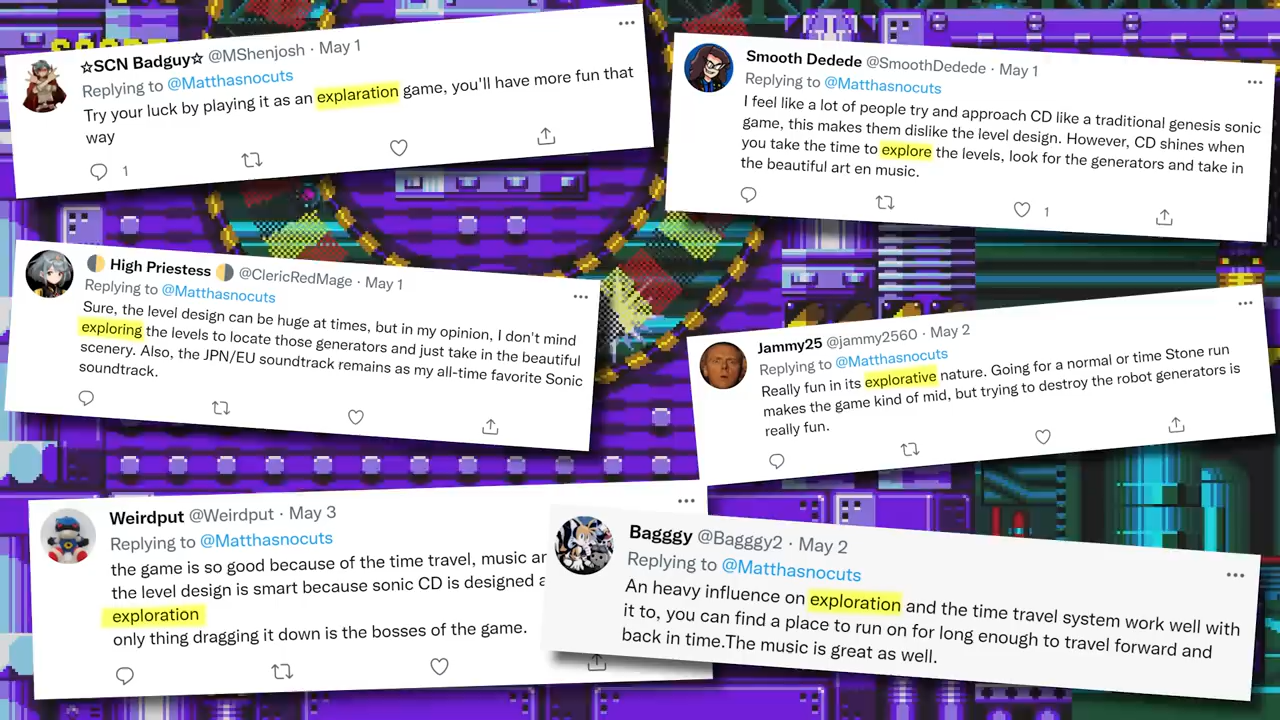 ☆SCN Badguy☆ @MShenjosh · May 1
Replying to @Matthasnocuts
Try your luck by playing it as an explaration game, you'll have more fun that
way
1
Smooth Dedede @SmoothDedede · May 1
Replying to @Matthasnocuts
I feel like a lot of people try and approach CD like a traditional genesis sonic
game, this makes them dislike the level design. However, CD shines when
you take the time to explore the levels, look for the generators and take in
the beautiful art en music.
1
High Priestess @ClericRedMage · May 1
Replying to @Matthasnocuts
Sure, the level design can be huge at times, but in my opinion, I don't mind
exploring the levels to locate those generators and just take in the beautiful
scenery. Also, the JPN/EU soundtrack remains as my all-time favorite Sonic
soundtrack.
Jammy25 @jammy2560 · May 2
Replying to @Matthasnocuts
Really fun in its explorative nature. Going for a normal or time Stone run
makes the game kind of mid, but trying to destroy the robot generators is
really fun.
Weirdput @Weirdput · May 3
Replying to @Matthasnocuts
the game is so good because of the time travel, music
the level design is smart because sonic CD is designed
exploration
only thing dragging it down is the bosses of the game.
Bagggy @Bagggy2 · May 2
Replying to @Matthasnocuts
An heavy influence on exploration and the time travel system work well with
it to, you can find a place to run on for long enough to travel forward and
back in time.The music is great as well.